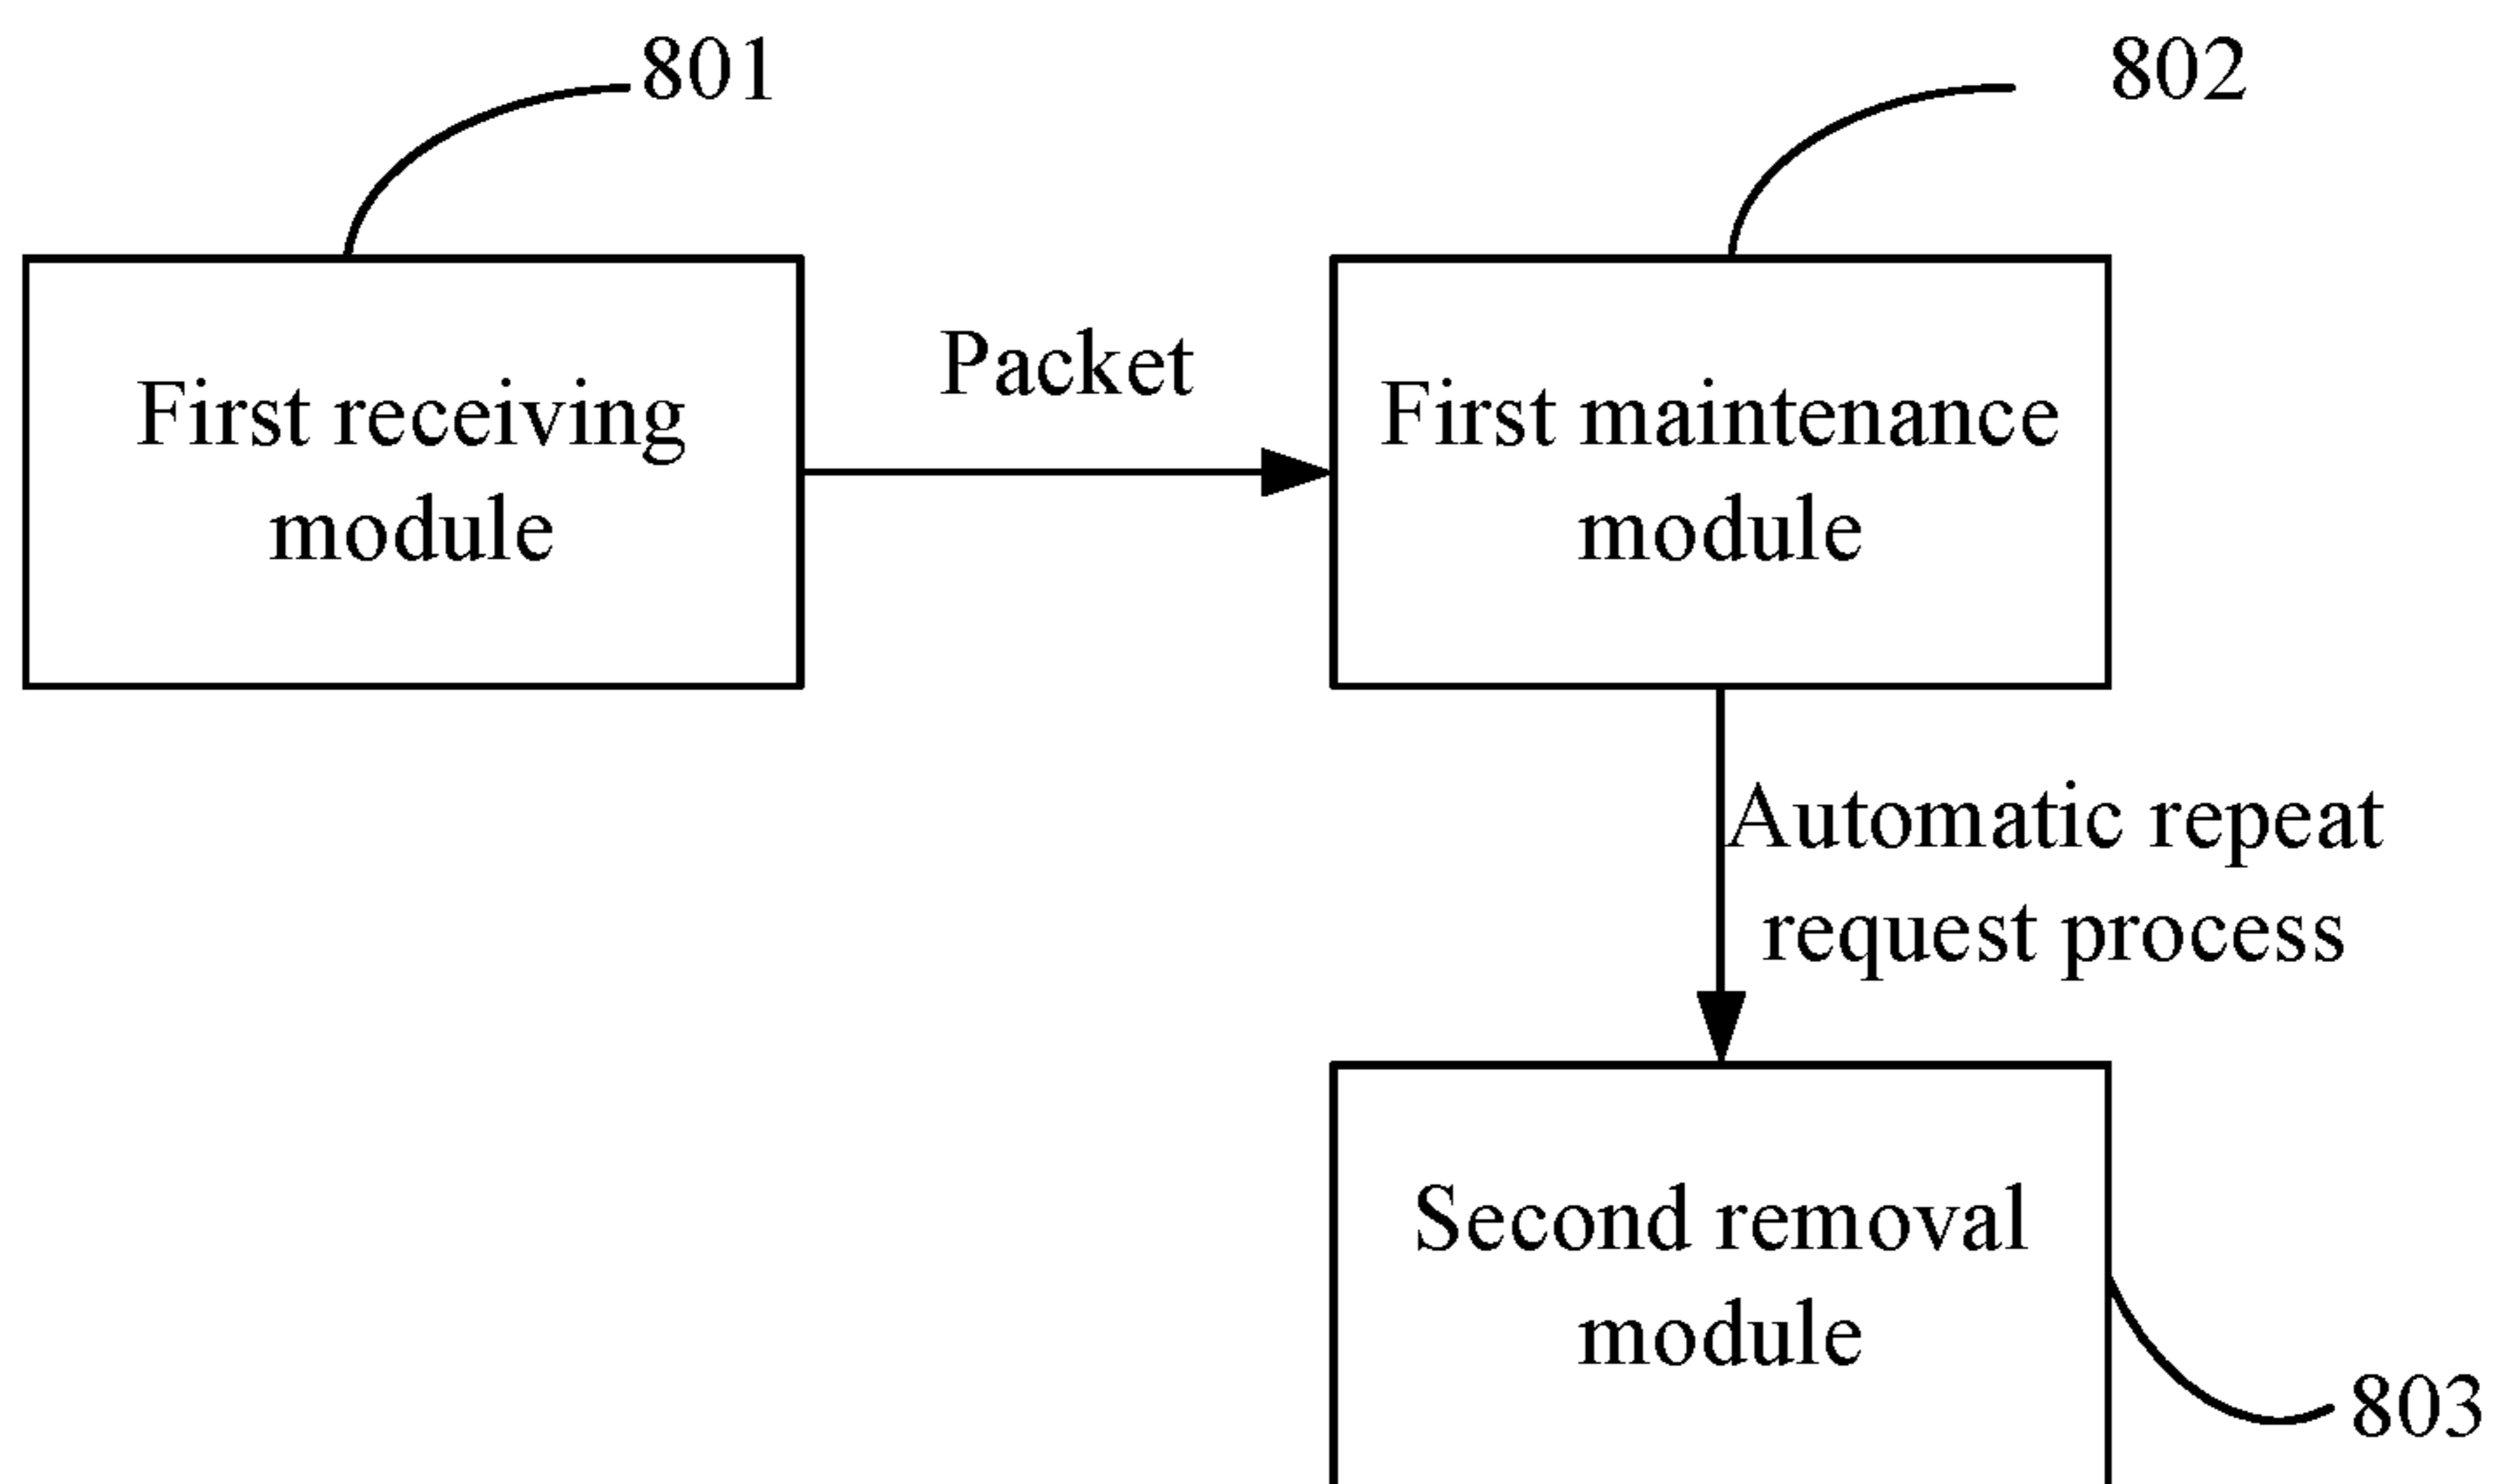 801
802
First receiving
module
Packet
First maintenance
module
Automatic repeat
request process
Second removal
module
803